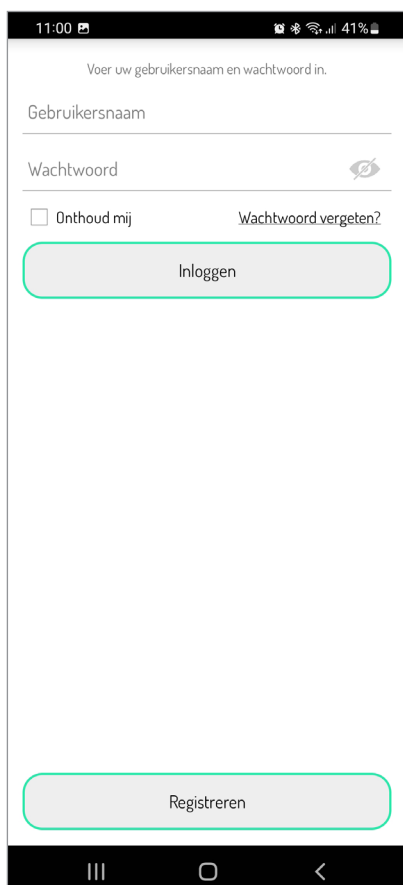 11:00 41%
Voer uw gebruikersnaam en wachtwoord in.
Gebruikersnaam
Wachtwoord
Onthoud mij Wachtwoord vergeten?
Inloggen
Registreren